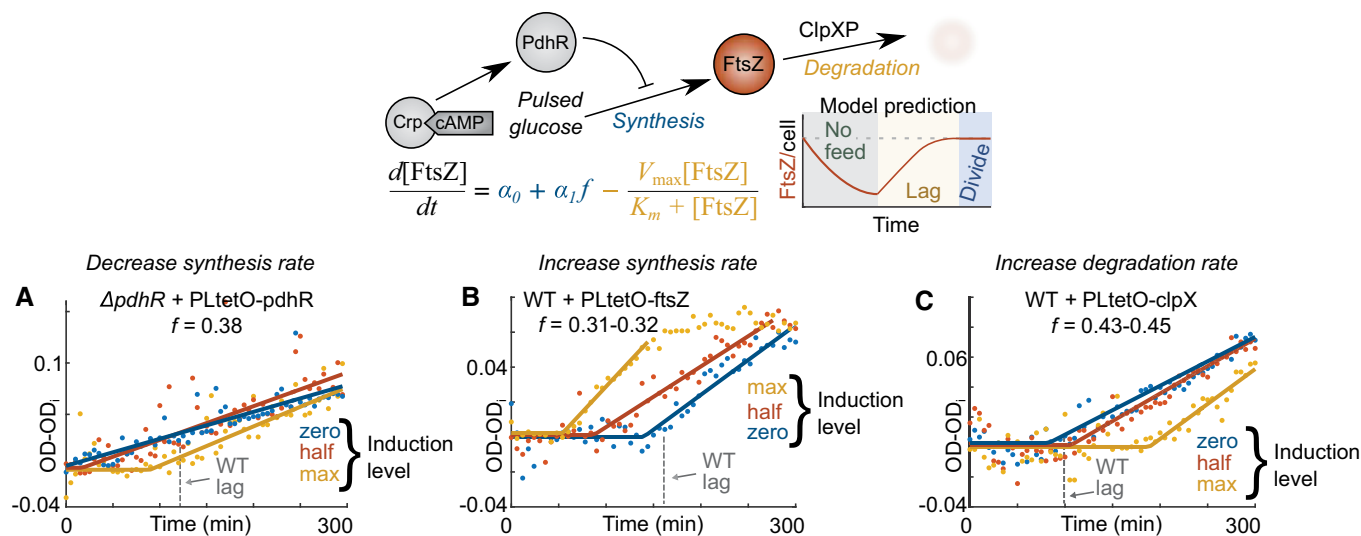 PdhR
ClpXP
FtsZ
Degradation
Crp
cAMP
Pulsed
glucose
Synthesis
Model prediction
No
feed
Lag
Divide
FtsZ/cell
Time
d[FtsZ]/dt = α0 + α1f − Vmax[FtsZ]/Km + [FtsZ]
Decrease synthesis rate
A
ΔpdhR + PLtetO-pdhR
f = 0.38
0.1
-0.04
OD-ODi
zero
half
max
Induction
level
WT
lag
0
Time (min)
300
Increase synthesis rate
B
WT + PLtetO-ftsZ
f = 0.31-0.32
0.04
-0.04
OD-ODi
max
half
zero
Induction
level
WT
lag
0
Time (min)
300
Increase degradation rate
C
WT + PLtetO-clpX
f = 0.43-0.45
0.06
-0.04
OD-ODi
zero
half
max
Induction
level
WT
lag
0
Time (min)
300